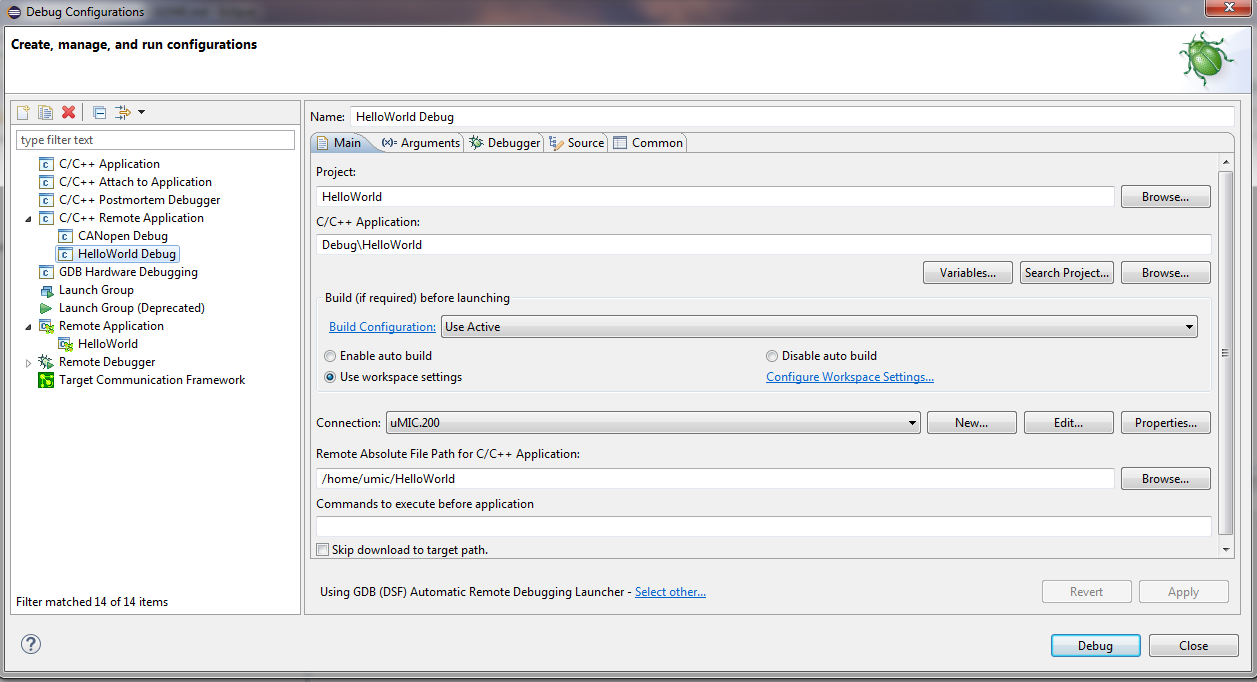 Debug Configurations
Create, manage, and run configurations
type filter text
C/C++ Application
C/C++ Attach to Application
C/C++ Postmortem Debugger
C/C++ Remote Application
CANopen Debug
HelloWorld Debug
GDB Hardware Debugging
Launch Group
Launch Group (Deprecated)
Remote Application
HelloWorld
Remote Debugger
Target Communication Framework
Filter matched 14 of 14 items
Name: HelloWorld Debug
Main (x)= Arguments Debugger Source Common
Project:
HelloWorld Browse...
C/C++ Application:
Debug\HelloWorld
Variables... Search Project... Browse...
Build (if required) before launching
Build Configuration: Use Active
Enable auto build Disable auto build
Use workspace settings Configure Workspace Settings...
Connection: uMIC.200 New... Edit... Properties...
Remote Absolute File Path for C/C++ Application:
/home/umic/HelloWorld Browse...
Commands to execute before application
Skip download to target path.
Using GDB (DSF) Automatic Remote Debugging Launcher - Select other... Revert Apply
? Debug Close